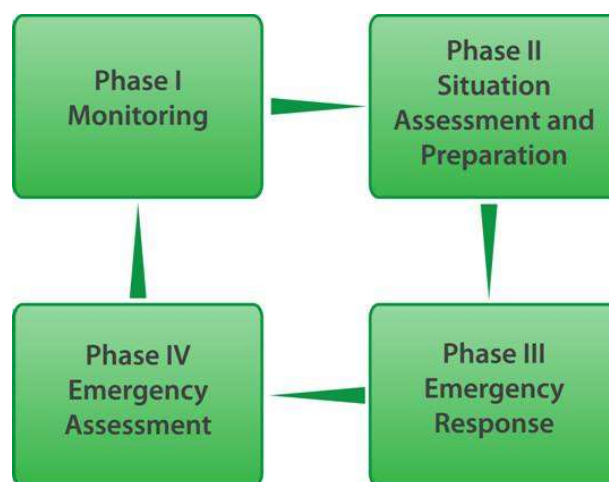 Phase I
Monitoring
Phase II
Situation
Assessment and
Preparation
Phase III
Emergency
Response
Phase IV
Emergency
Assessment